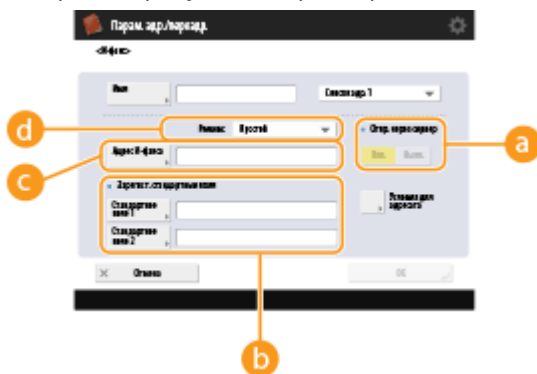 Парам. адр./переадр.
<И-факс>
Имя
Список адр. 1
d
Режим:
Простой
Отпр. через сервер
a
Вкл.
Выкл.
c
Адрес И-факса
Зарегист. стандартные поля
Стандартное
поле 1
Условия для
адресата
Стандартное
поле 2
Отмена
OK
b